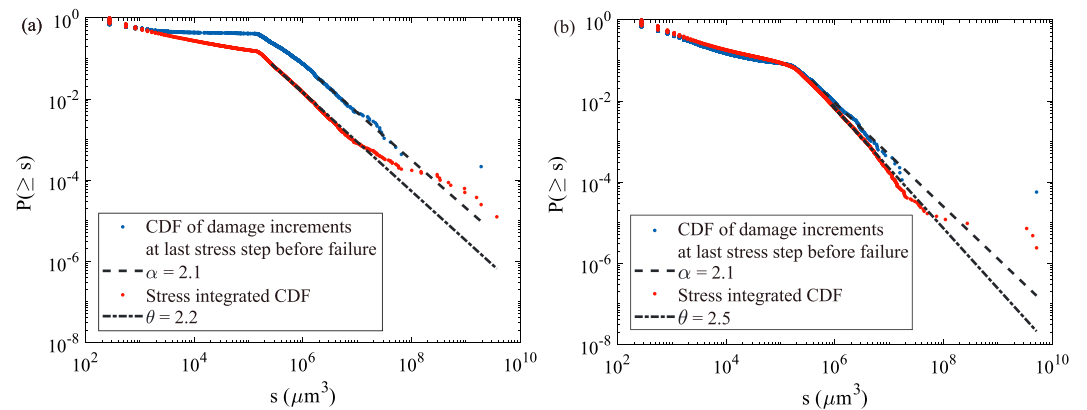 (a)
10^0
10^-2
10^-4
10^-6
10^-8
P(≥ s)
CDF of damage increments
at last stress step before failure
α = 2.1
Stress integrated CDF
θ = 2.2
10^2 10^4 10^6 10^8 10^10
s (μm^3)
(b)
10^0
10^-2
10^-4
10^-6
10^-8
P(≥ s)
CDF of damage increments
at last stress step before failure
α = 2.1
Stress integrated CDF
θ = 2.5
10^2 10^4 10^6 10^8 10^10
s (μm^3)